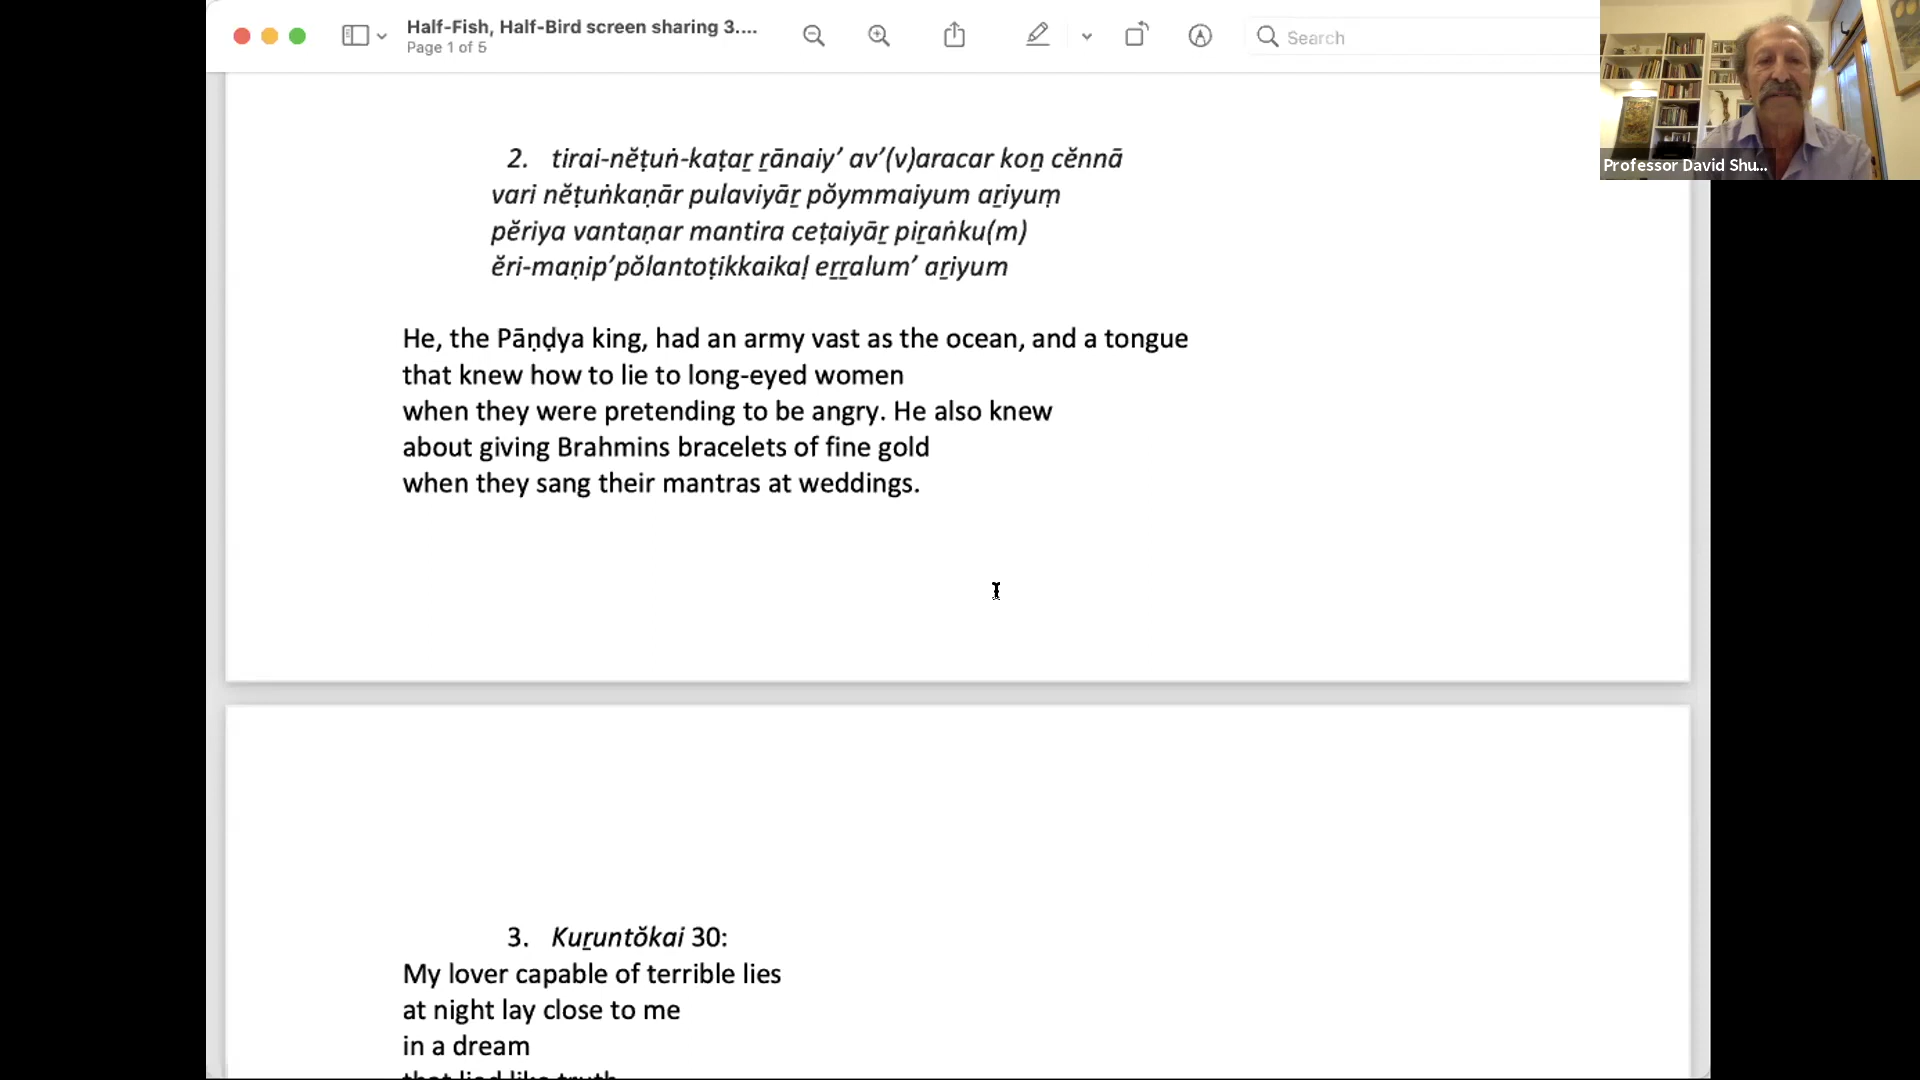 Half-Fish, Half-Bird screen sharing 3....
Page 1 of 5
Search
Professor David Shu...
2. tirai-nĕṭuṅ-kaṭaṟ ṟānaiy’ av’(v)aracar koṉ cĕnnā
vari nĕṭuṅkaṇār pulaviyāṟ pŏymmaiyum aṟiyuṃ
pĕriya vantaṇar mantira ceṭaiyāṟ piṟaṅku(m)
ĕri-maṇip’pŏlantoṭikkaikaḷ eṟṟalum’ aṟiyum
He, the Pāṇḍya king, had an army vast as the ocean, and a tongue
that knew how to lie to long-eyed women
when they were pretending to be angry. He also knew
about giving Brahmins bracelets of fine gold
when they sang their mantras at weddings.
3. Kuṟuntŏkai 30:
My lover capable of terrible lies
at night lay close to me
in a dream
that lied like truth